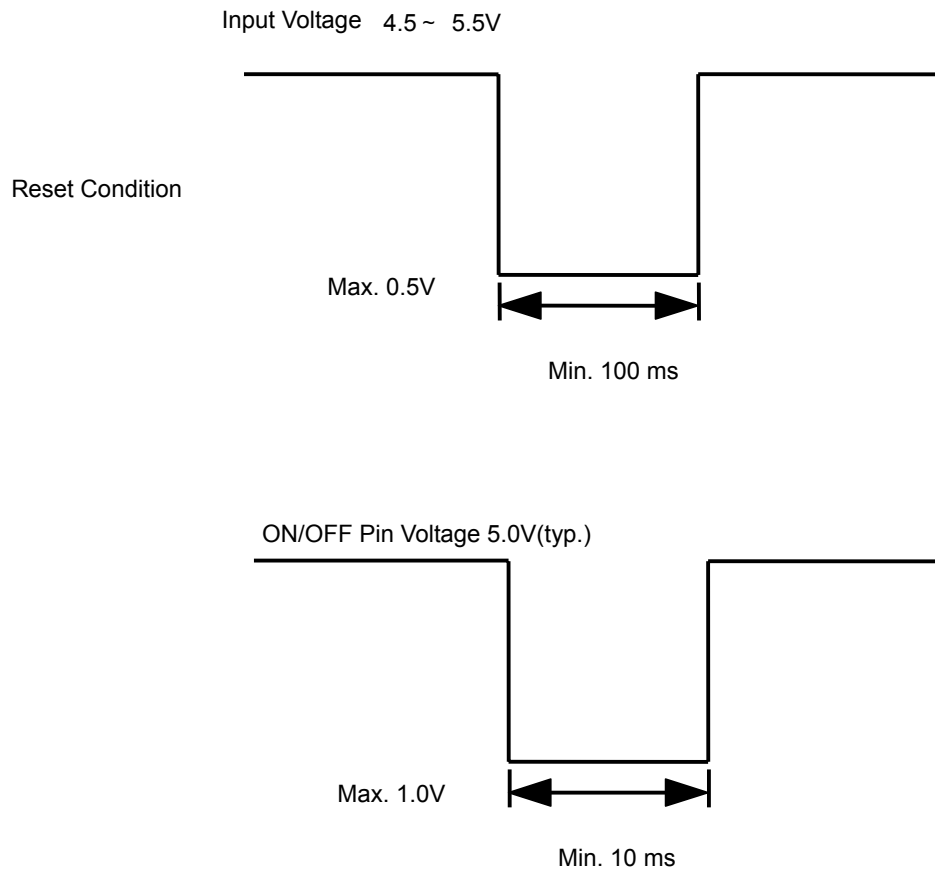 Input Voltage 4.5 ~ 5.5V
Reset Condition
Max. 0.5V
Min. 100 ms
ON/OFF Pin Voltage 5.0V(typ.)
Max. 1.0V
Min. 10 ms